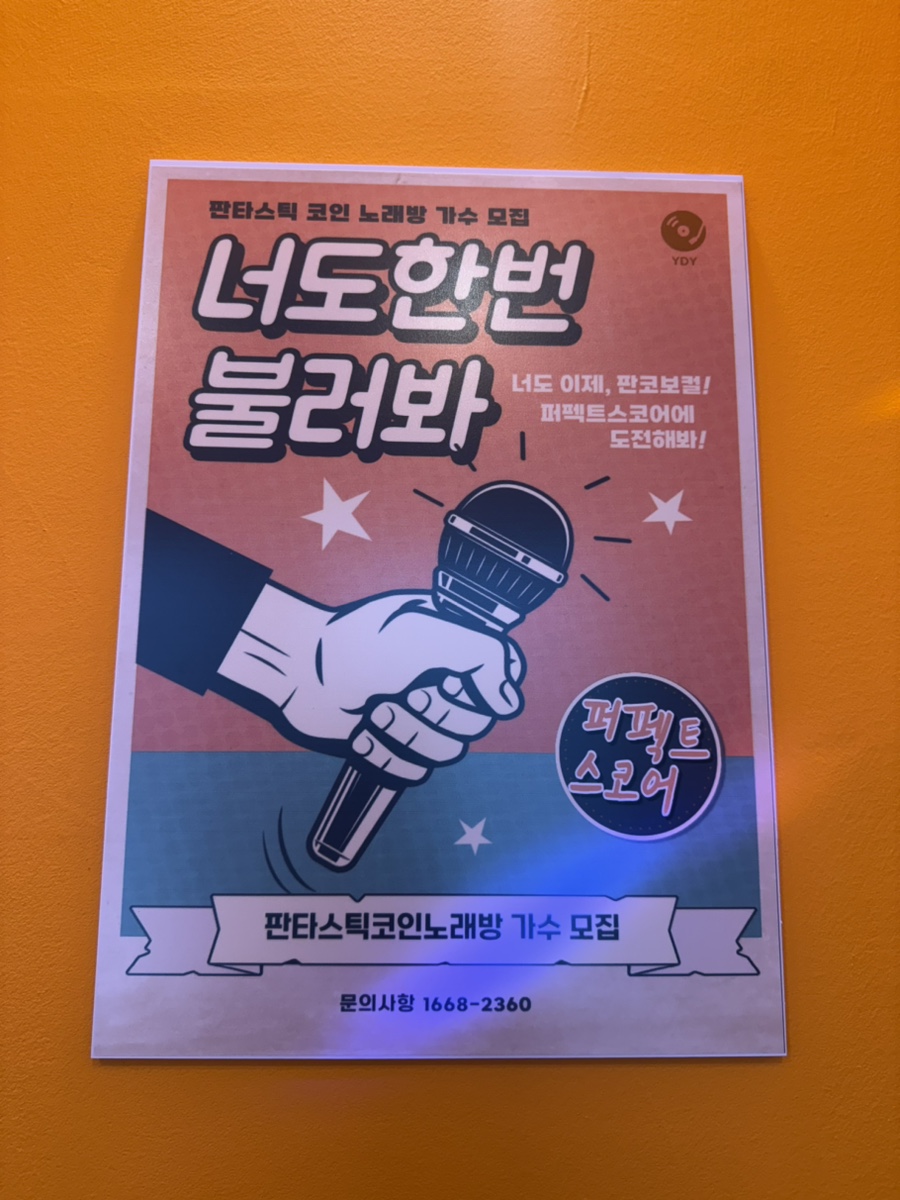 판타스틱 코인 노래방 가수 모집
YDY
너도한번
불러봐
너도 이제, 판코보컬!
퍼펙트스코어에
도전해봐!
퍼펙트
스코어
판타스틱코인노래방 가수 모집
문의사항 1668-2360